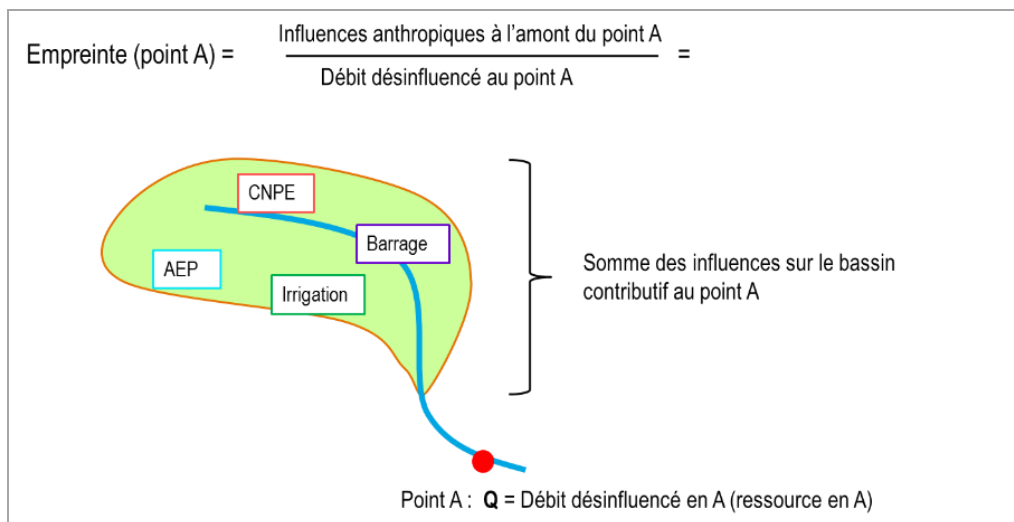 Empreinte (point A) = Influences anthropiques à l'amont du point A =
Débit désinfluencé au point A
CNPE
Barrage
AEP
Irrigation
Somme des influences sur le bassin
contributif au point A
Point A : Q = Débit désinfluencé en A (ressource en A)